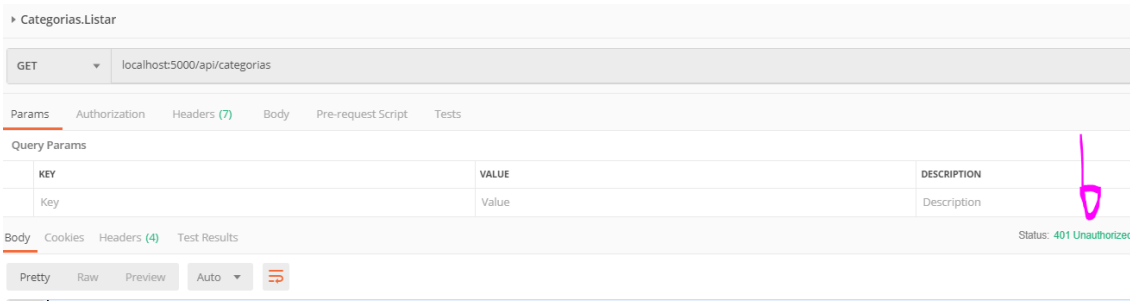 Categorias.Listar
GET localhost:5000/api/categorias
Params Authorization Headers (7) Body Pre-request Script Tests
Query Params
KEY VALUE DESCRIPTION
Key Value Description
Body Cookies Headers (4) Test Results Status: 401 Unauthorized
Pretty Raw Preview Auto